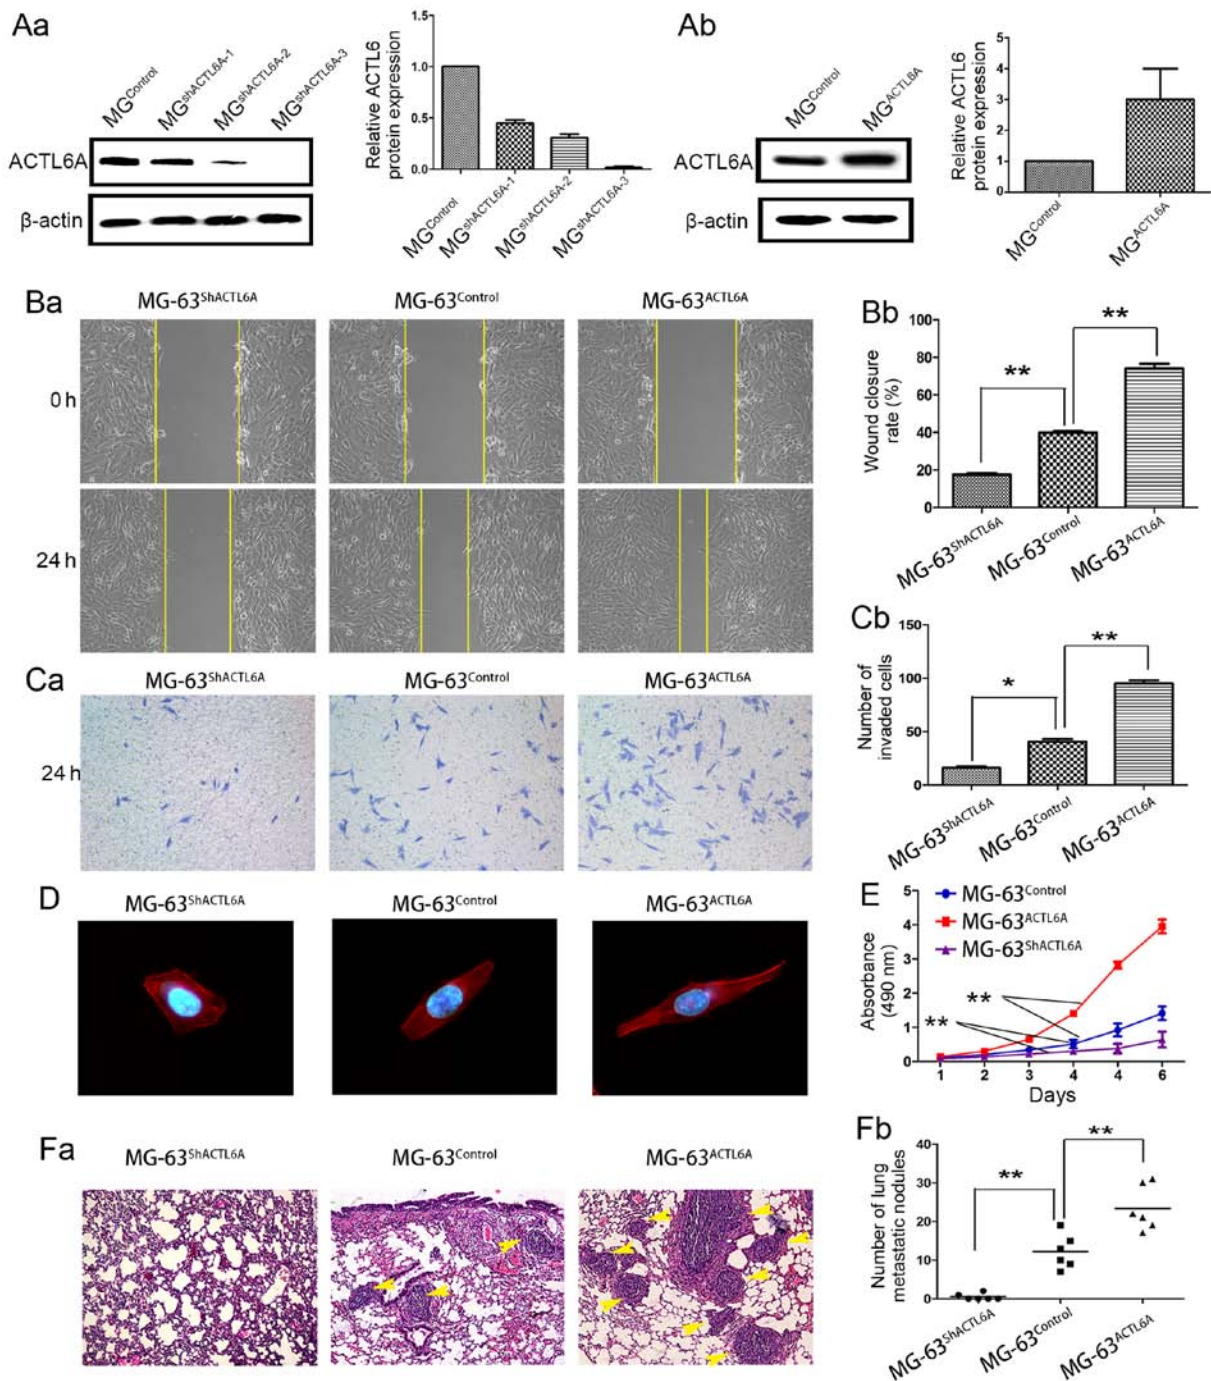 Aa
MGControl
MGshACTL6A-1
MGshACTL6A-2
MGshACTL6A-3
ACTL6A
β-actin
Relative ACTL6
protein expression
1.5
1.0
0.5
0.0
MGControl
MGshACTL6A-1
MGshACTL6A-2
MGshACTL6A-3
Ab
MGControl
MGACTL6A
ACTL6A
β-actin
Relative ACTL6
protein expression
5
4
3
2
1
0
MGControl
MGACTL6A
Ba
MG-63ShACTL6A
MG-63Control
MG-63ACTL6A
0 h
24 h
Bb
Wound closure
rate (%)
100
80
60
40
20
0
**
**
MG-63ShACTL6A
MG-63Control
MG-63ACTL6A
Ca
MG-63ShACTL6A
MG-63Control
MG-63ACTL6A
24 h
Cb
Number of
invaded cells
150
100
50
0
*
**
MG-63ShACTL6A
MG-63Control
MG-63ACTL6A
D
MG-63ShACTL6A
MG-63Control
MG-63ACTL6A
E
MG-63Control
MG-63ACTL6A
MG-63ShACTL6A
Absorbance
(490 nm)
5
4
3
2
1
0
**
**
1 2 3 4 4 6
Days
Fa
MG-63ShACTL6A
MG-63Control
MG-63ACTL6A
Fb
Number of lung
metastatic nodules
40
30
20
10
0
**
**
MG-63ShACTL6A
MG-63Control
MG-63ACTL6A